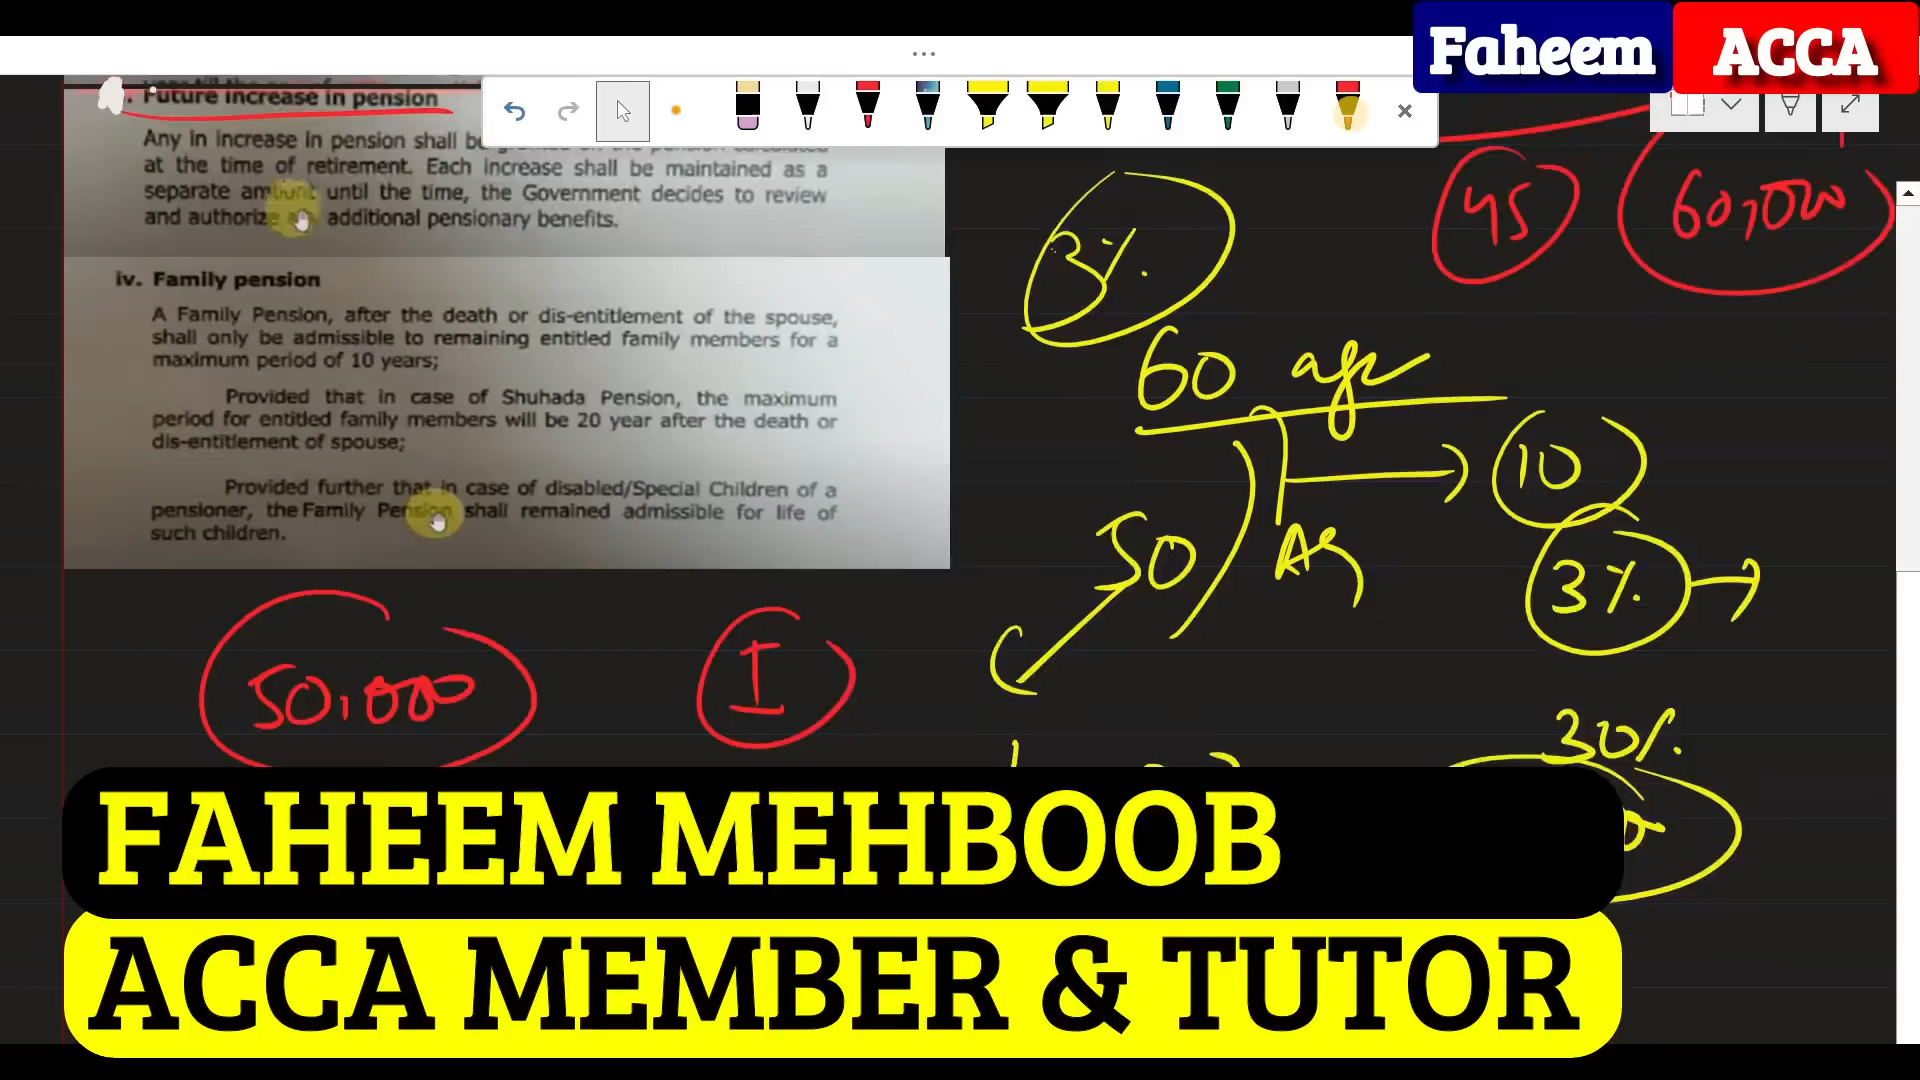 Faheem ACCA
Future increase in pension
Any in increase in pension shall be
at the time of retirement. Each increase shall be maintained as a
separate amount until the time, the Government decides to review
and authorize any additional pensionary benefits.
iv. Family pension
A Family Pension, after the death or dis-entitlement of the spouse,
shall only be admissible to remaining entitled family members for a
maximum period of 10 years;
Provided that in case of Shuhada Pension, the maximum
period for entitled family members will be 20 year after the death or
dis-entitlement of spouse;
Provided further that in case of disabled/Special Children of a
pensioner, the Family Pension shall remained admissible for life of
such children.
45
60,000
3%
60 age
10
50
3%
50,000
I
30%
FAHEEM MEHBOOB
ACCA MEMBER & TUTOR